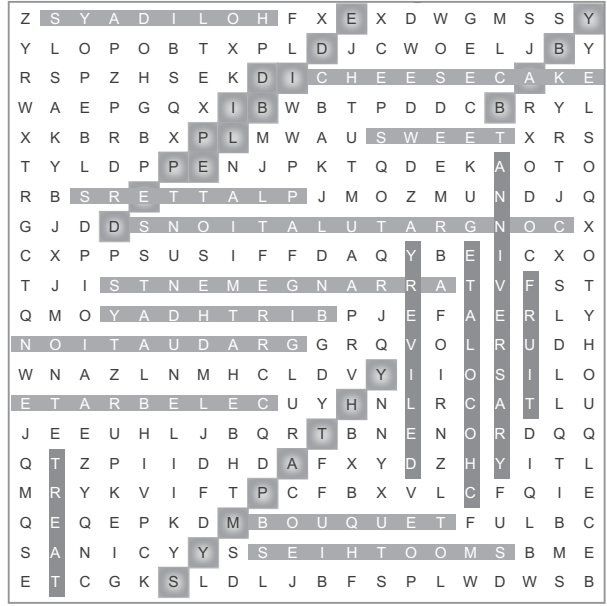 Z S Y A D I L O H F X E X D W G M S S Y
Y L O P O B T X P L D J C W O E L J B Y
R S P Z H S E K D I C H E E S E C A K E
W A E P G Q X I B W B T P D D C B R Y L
X K B R B X P L M W A U S W E E T X R S
T Y L D P P E N J P K T Q D E K A O T O
R B S R E T T A L P J M O Z M U N D J Q
G J D D S N O I T A L U T A R G N O C X
C X P P S U S I F F D A Q Y B E I C X O
T J I S T N E M E G N A R R A T V F S T
Q M O Y A D H T R I B P J E F A E R L Y
N O I T A U D A R G G R Q V O L R U D H
W N A Z L N M H C L D V Y I I O S I L O
E T A R B E L E C U Y H N L R C A T L U
J E E U H L J B Q R T B N E N O R D Q Q
Q T Z P I I D H D A F X Y D Z H Y I T L
M R Y K V I F T P C F B X V L C F Q I E
Q E Q E P K D M B O U Q U E T F U L B C
S A N I C Y Y S S E I H T O O M S B M E
E T C G K S L D L J B F S P L W D W S B